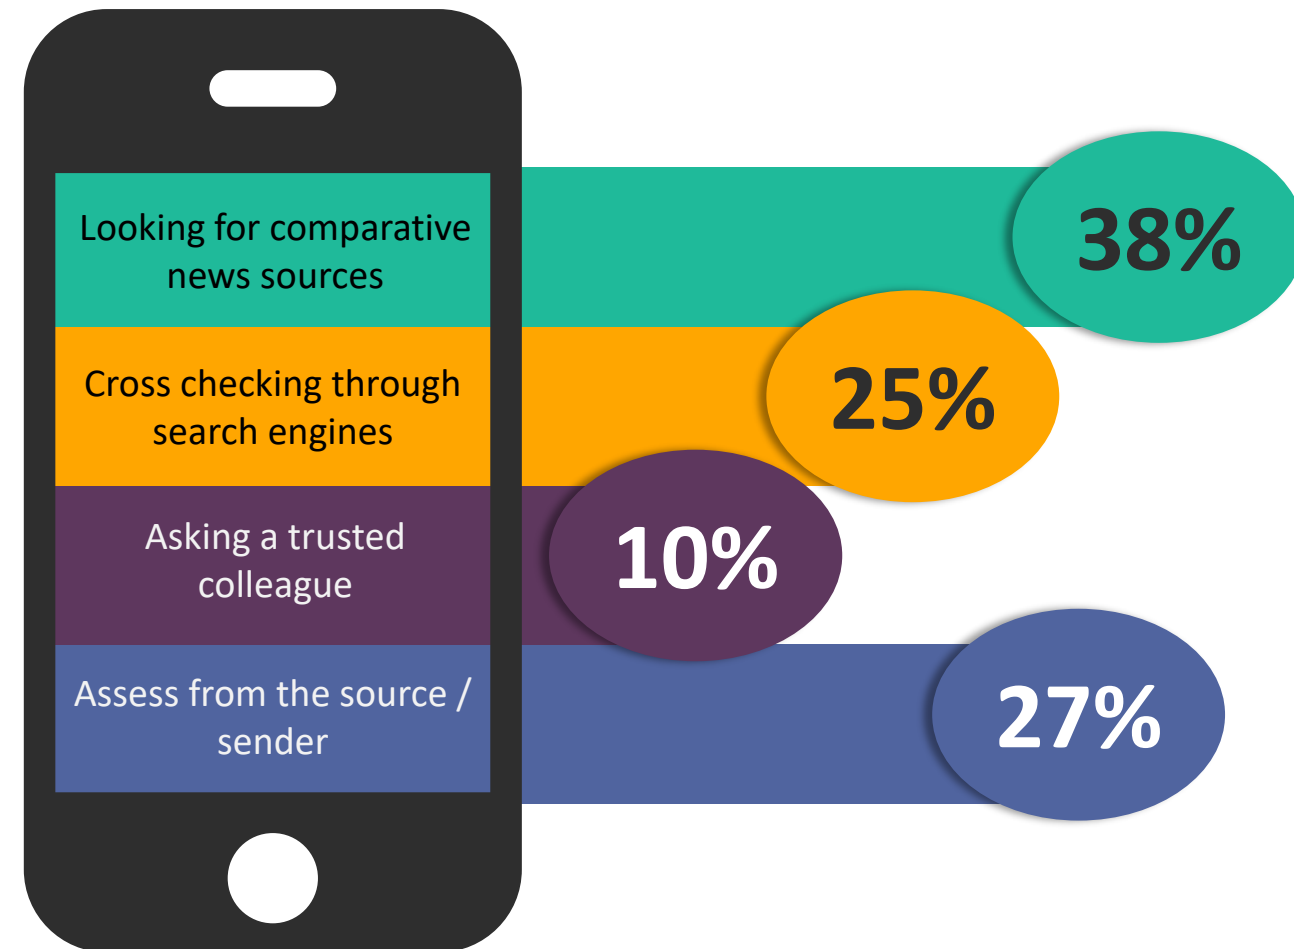 Looking for comparative
news sources
38%
Cross checking through
search engines
25%
Asking a trusted
colleague
10%
Assess from the source /
sender
27%